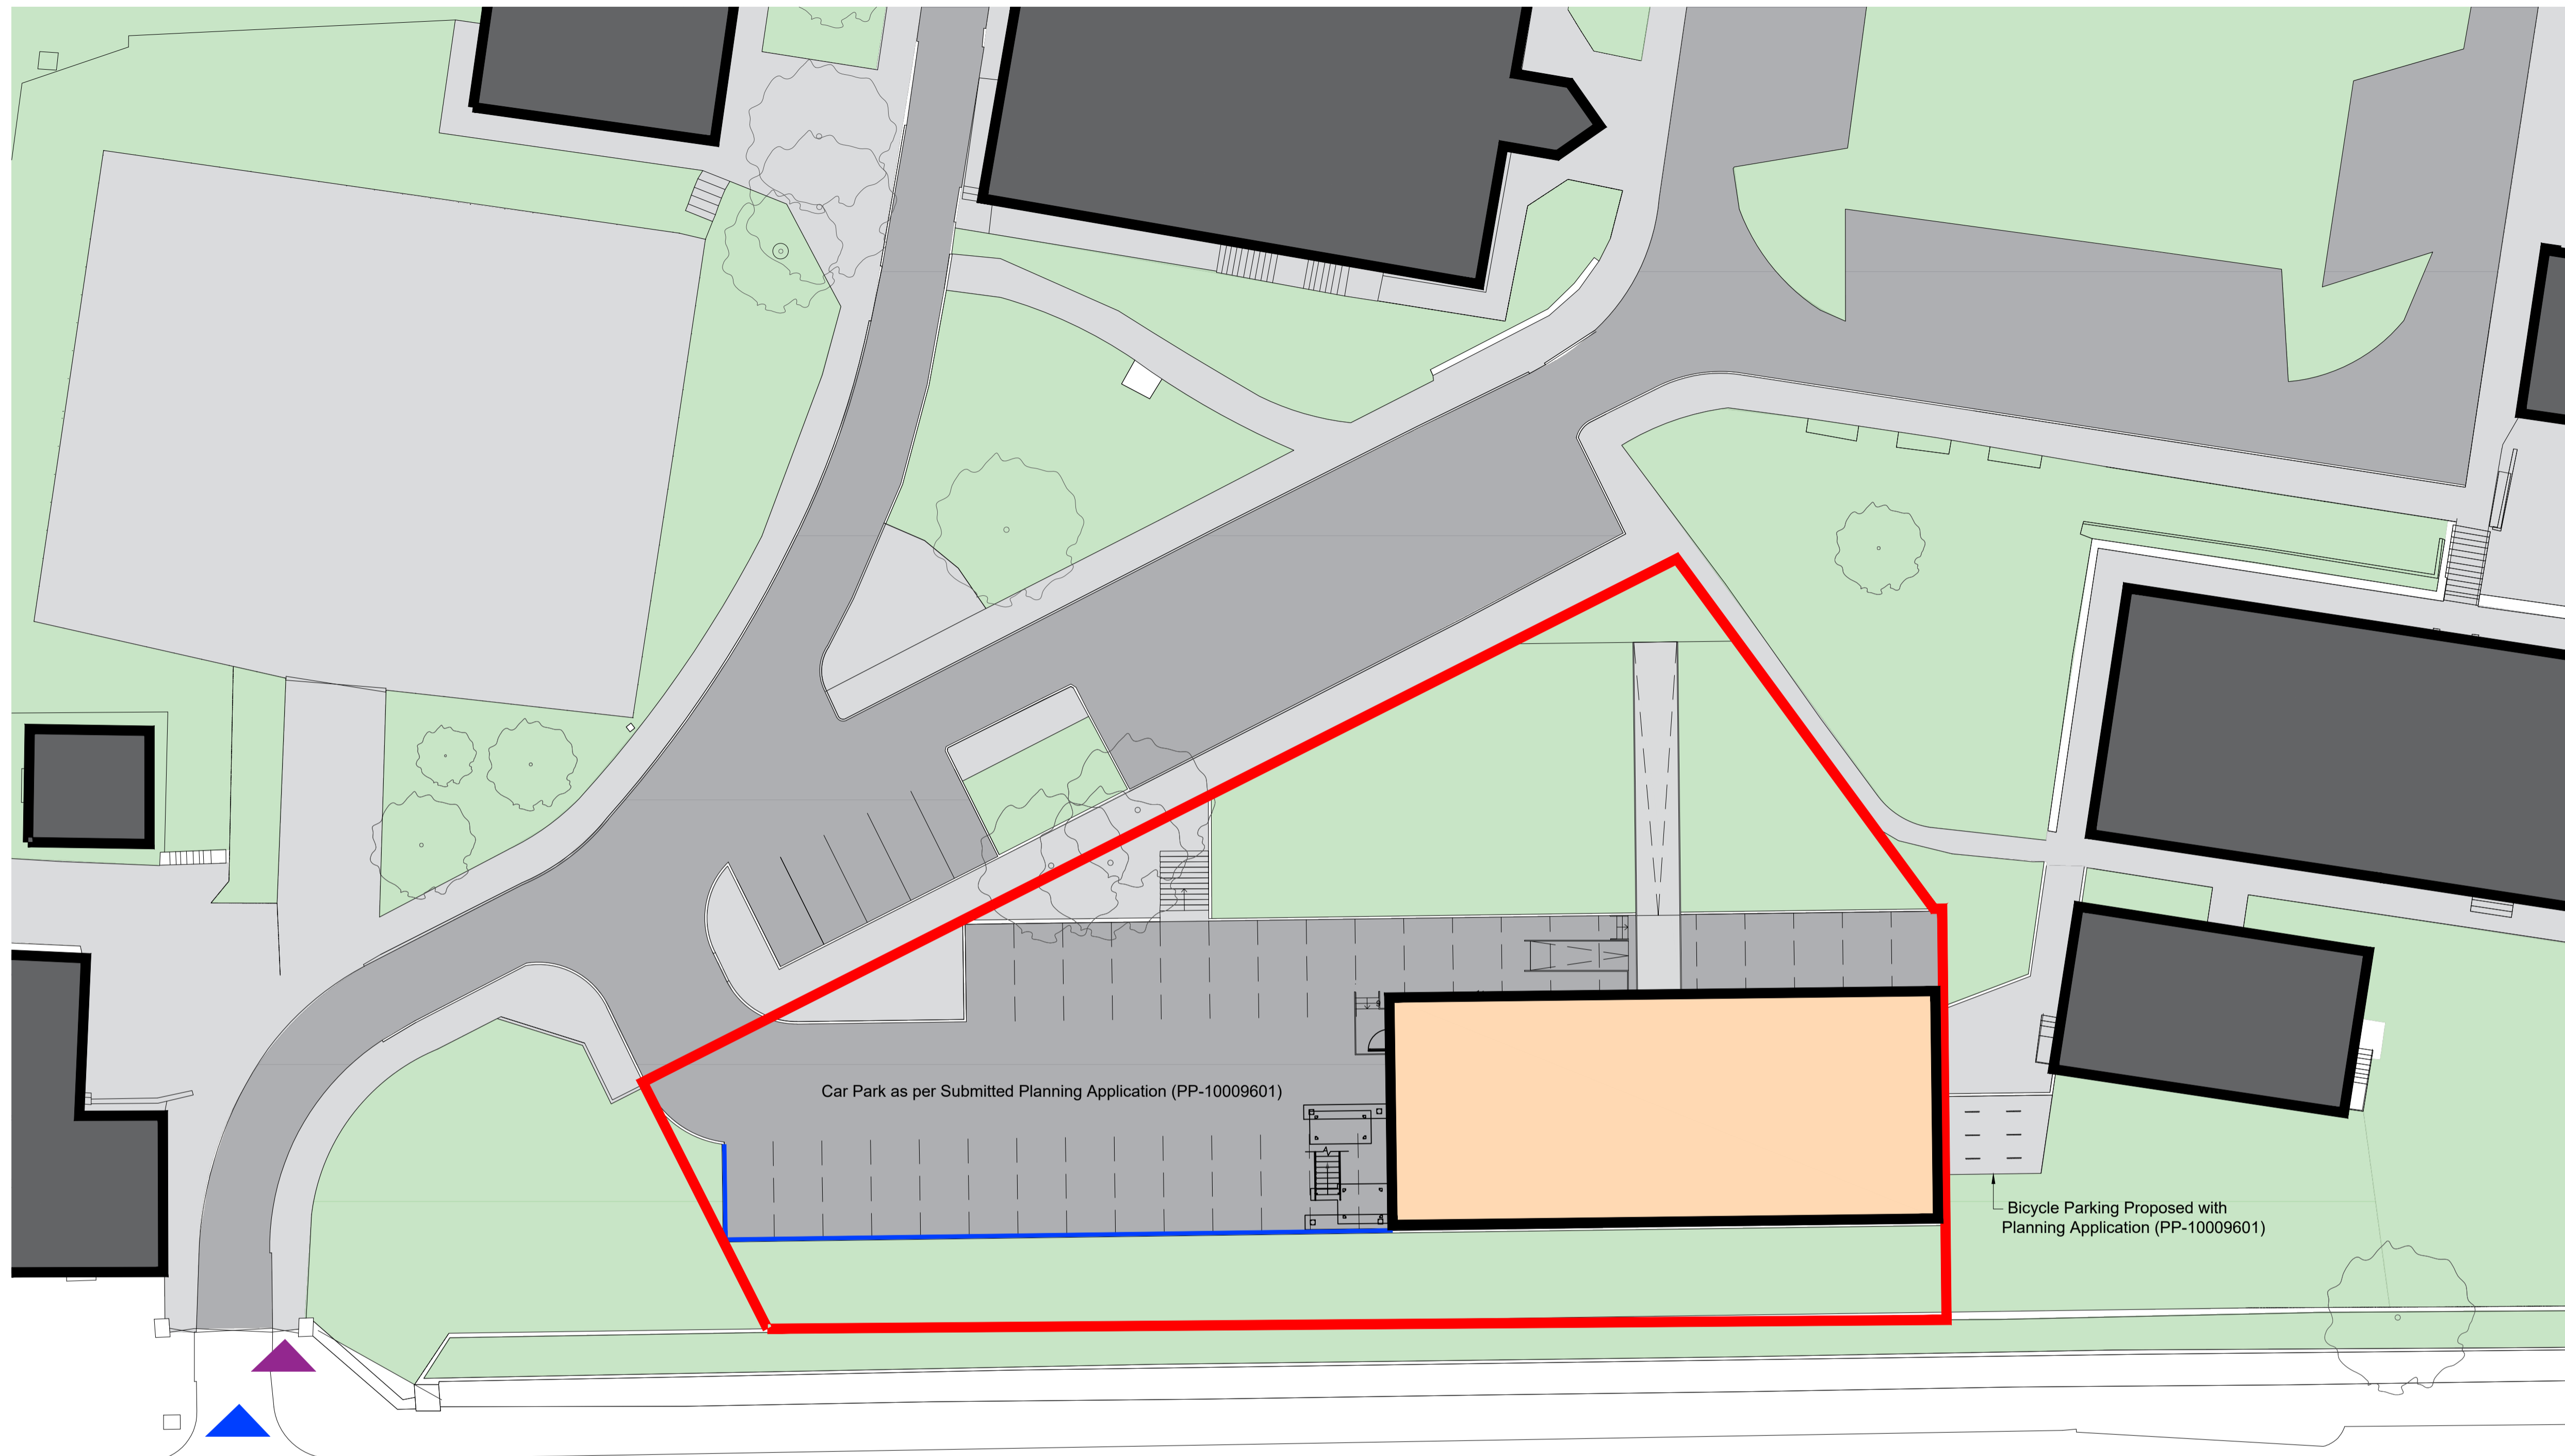 Car Park as per Submitted Planning Application (PP-10009601)
Bicycle Parking Proposed with
Planning Application (PP-10009601)